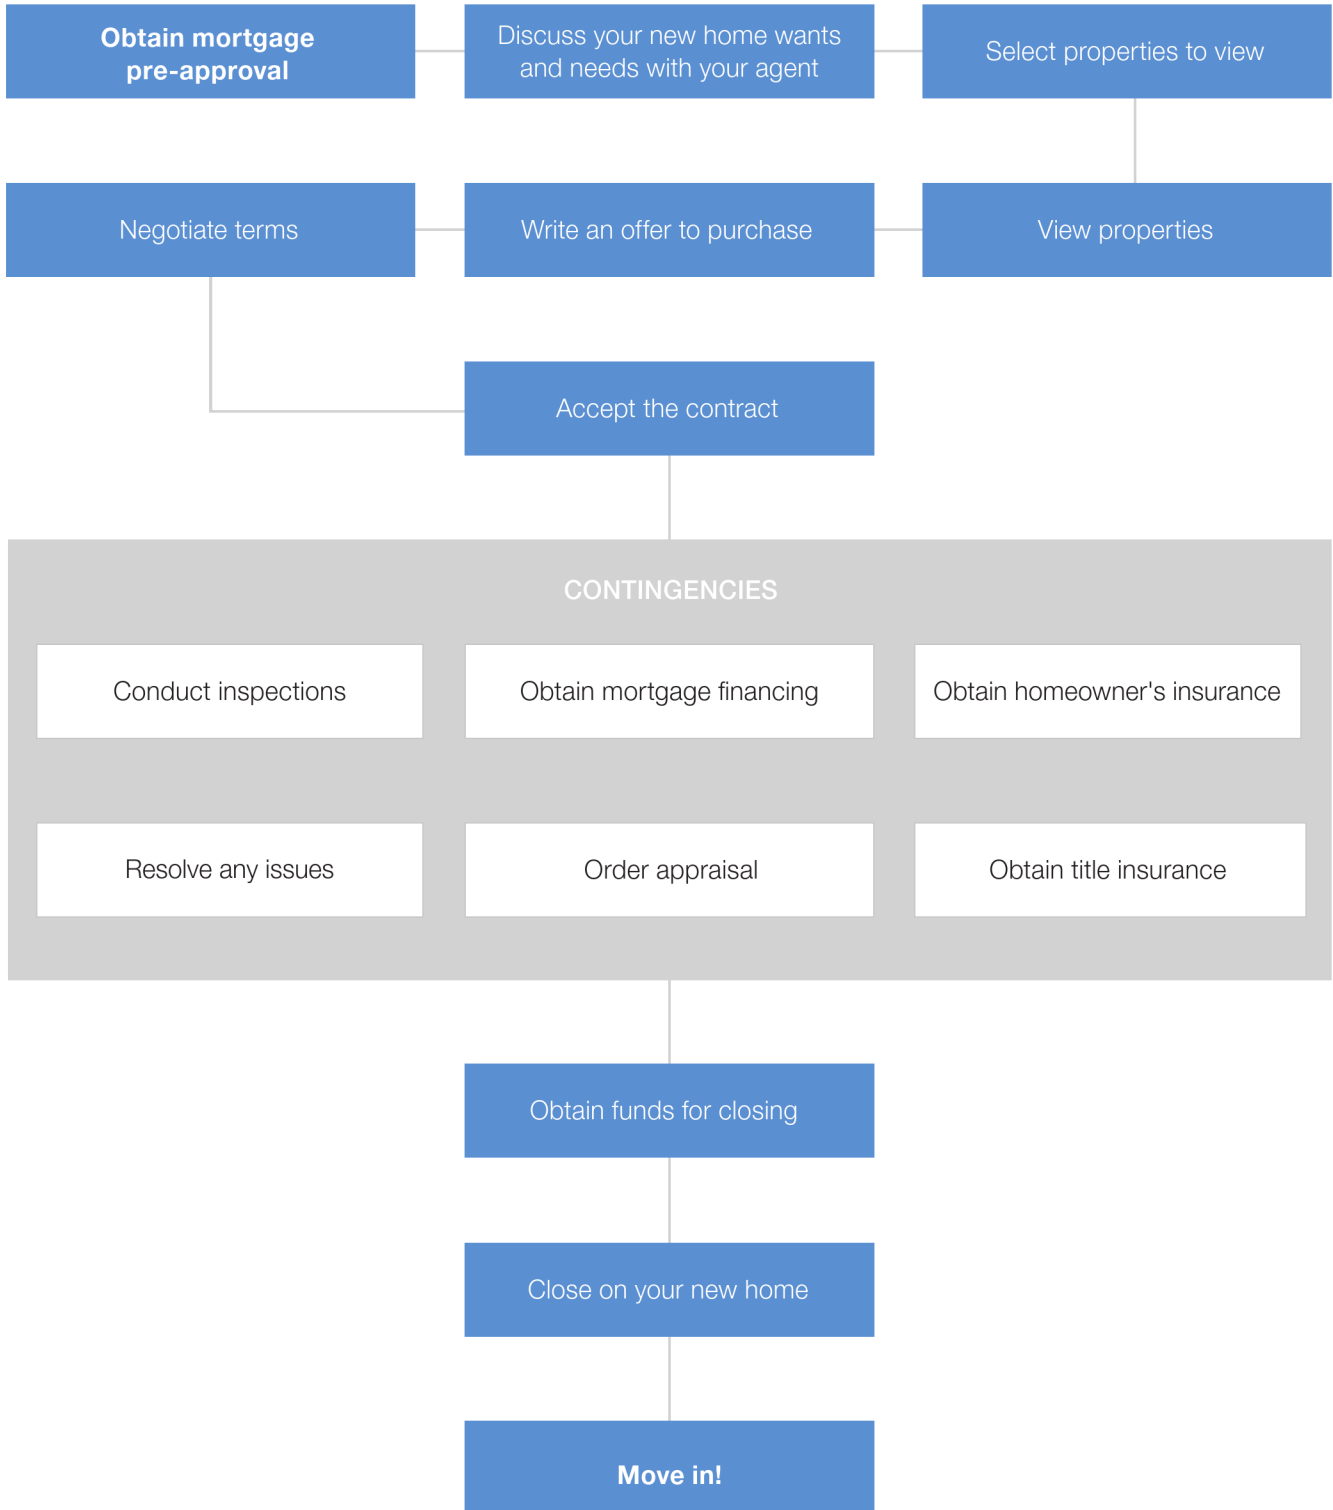 Obtain mortgage
pre-approval
Discuss your new home wants
and needs with your agent
Select properties to view
Negotiate terms
Write an offer to purchase
View properties
Accept the contract
CONTINGENCIES
Conduct inspections
Obtain mortgage financing
Obtain homeowner's insurance
Resolve any issues
Order appraisal
Obtain title insurance
Obtain funds for closing
Close on your new home
Move in!